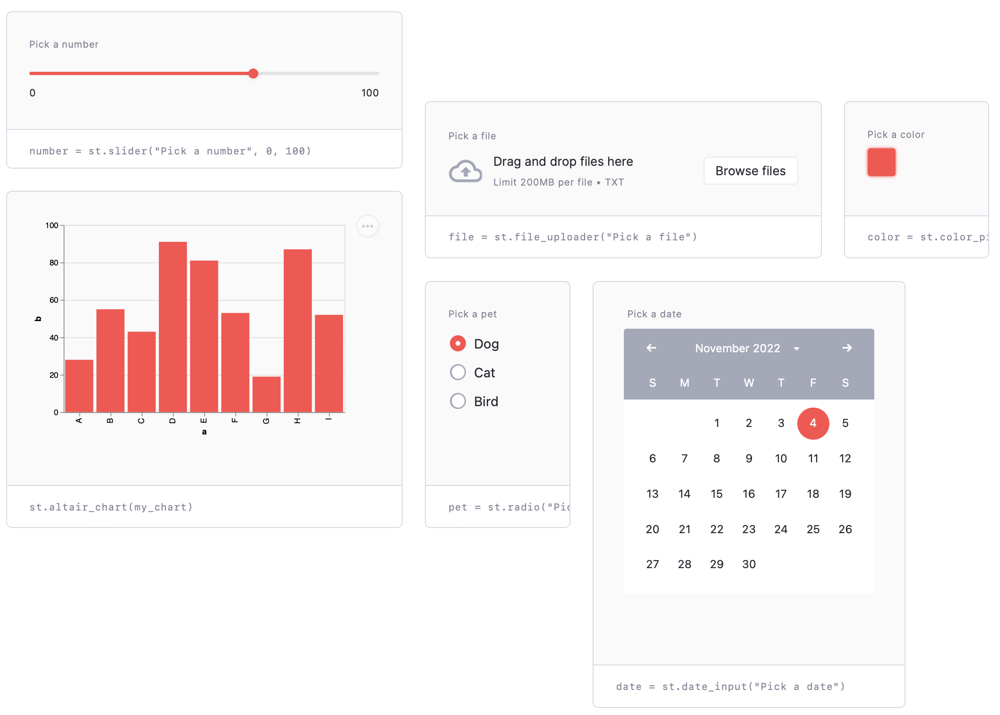 Pick a number
0 100
number = st.slider("Pick a number", 0, 100)
100
80
60
40
20
0
b
A B C D E F G H I
a
st.altair_chart(my_chart)
Pick a file
Drag and drop files here
Limit 200MB per file • TXT
Browse files
file = st.file_uploader("Pick a file")
Pick a color
color = st.color_pi
Pick a pet
Dog
Cat
Bird
pet = st.radio("Pic
Pick a date
November 2022
S M T W T F S
1 2 3 4 5
6 7 8 9 10 11 12
13 14 15 16 17 18 19
20 21 22 23 24 25 26
27 28 29 30
date = st.date_input("Pick a date")